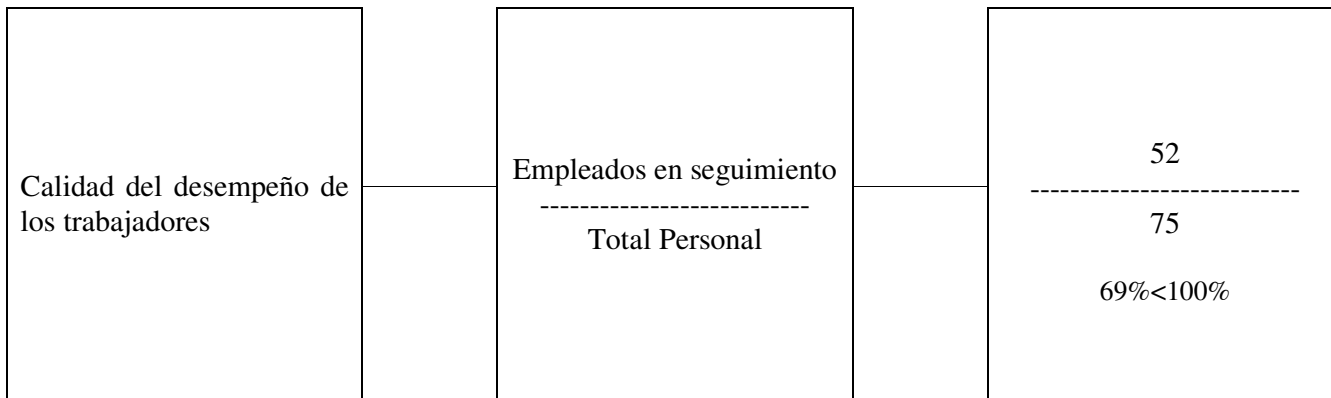 Calidad del desempeño de
los trabajadores
Empleados en seguimiento
---------------------------
Total Personal
52
---------------------------
75
69%<100%